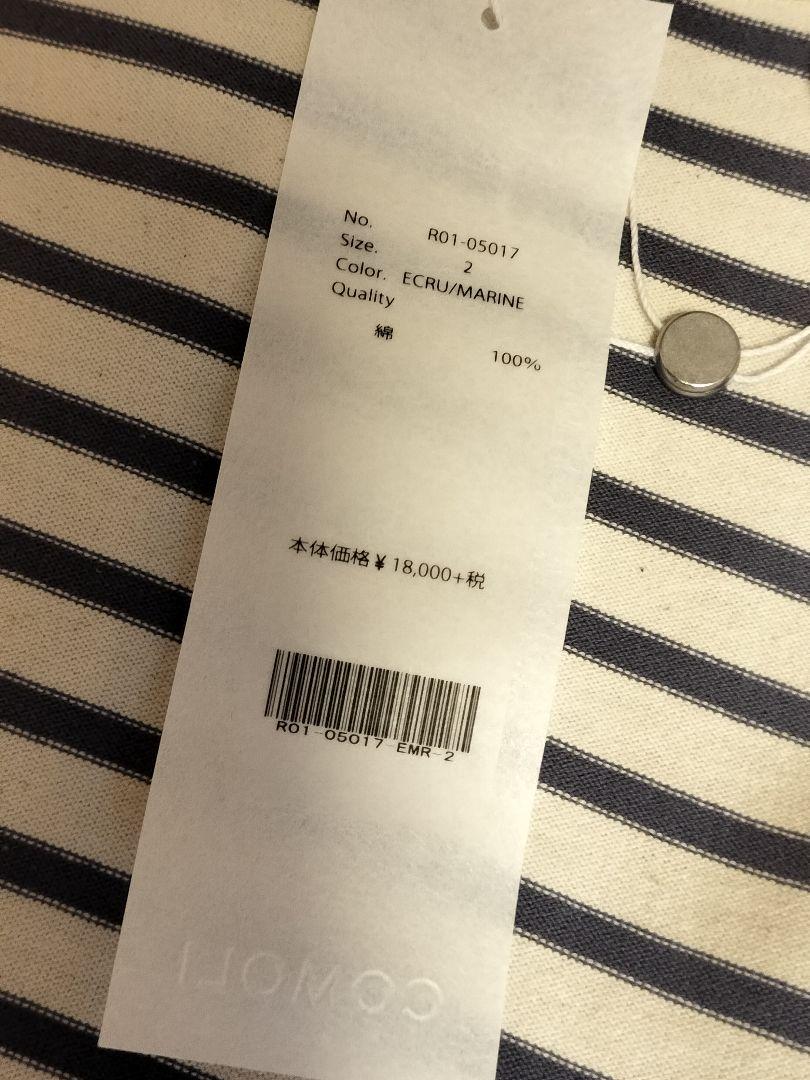 No. R01-05017
Size. 2
Color. ECRU/MARINE
Quality
綿 100%
本体価格¥18,000+税
R01-05017-EMR-2
COMOLI